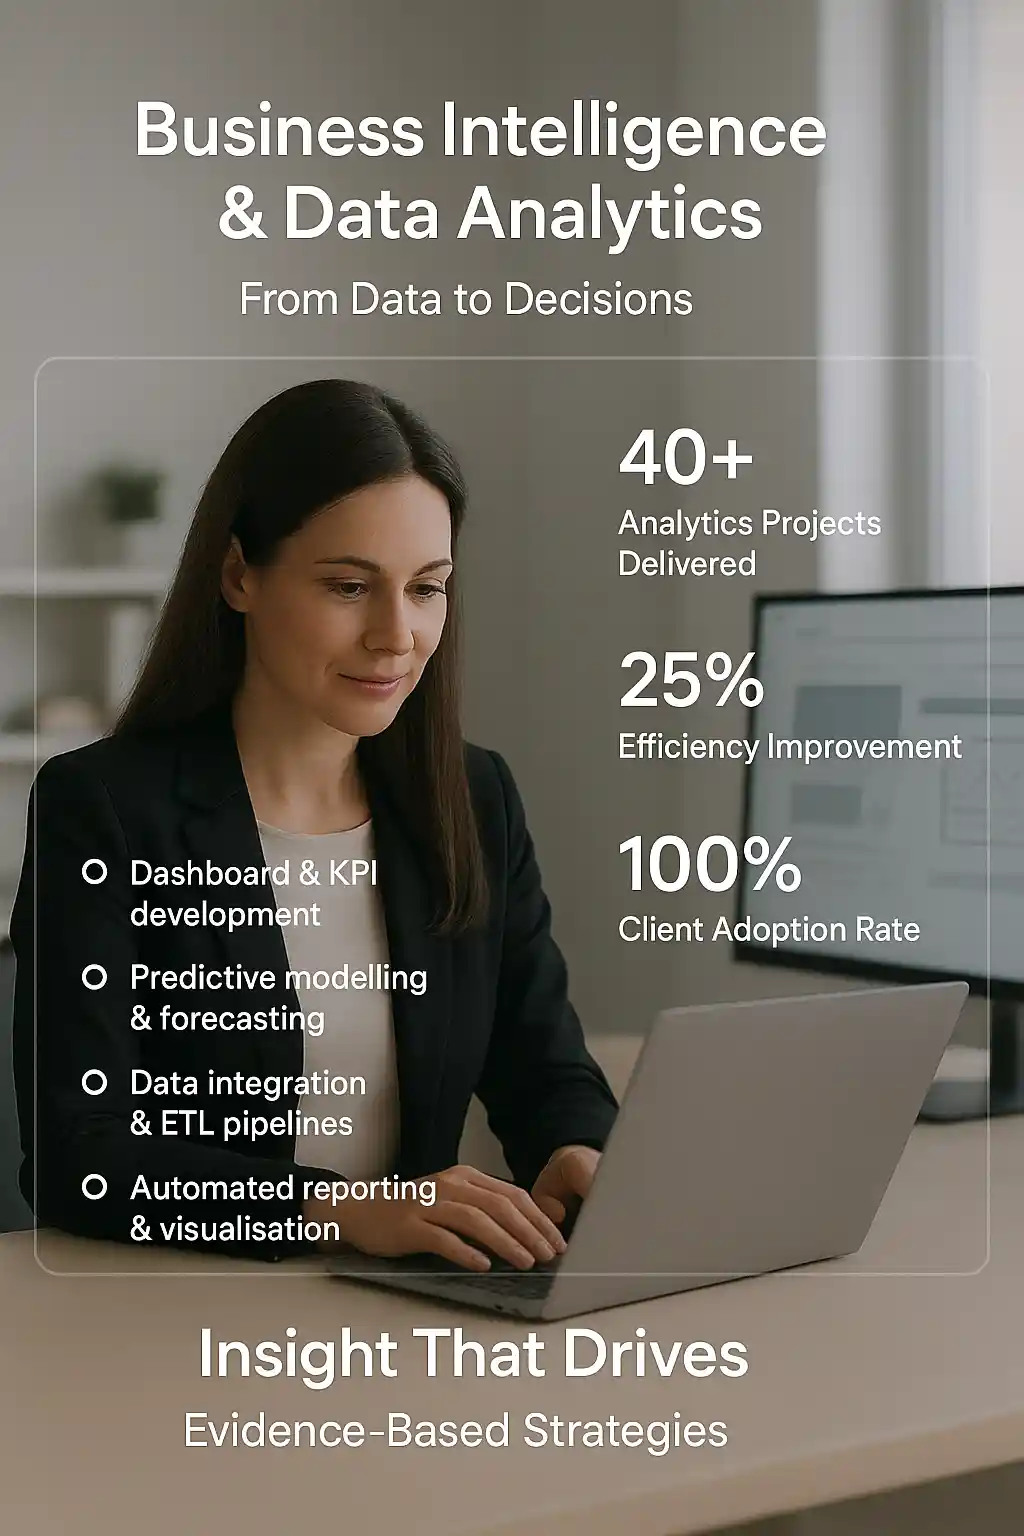 Business Intelligence
& Data Analytics
From Data to Decisions
40+
Analytics Projects
Delivered
25%
Efficiency Improvement
100%
Client Adoption Rate
Dashboard & KPI
development
Predictive modelling
& forecasting
Data integration
& ETL pipelines
Automated reporting
& visualisation
Insight That Drives
Evidence-Based Strategies